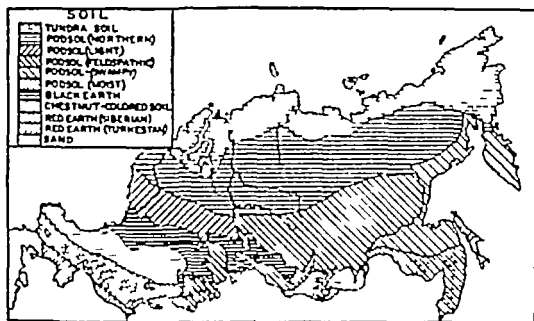 SOIL
TUNDRA SOIL
PODSOL (NORTHERN)
PODSOL (LIGHT)
PODSOL (FELDSPATHIC)
PODSOL-SWAMPY
PODSOL (MOIST)
BLACK EARTH
CHESTNUT-COLORED SOIL
RED EARTH (SIBERIAN)
RED EARTH (TURKESTAN)
SAND